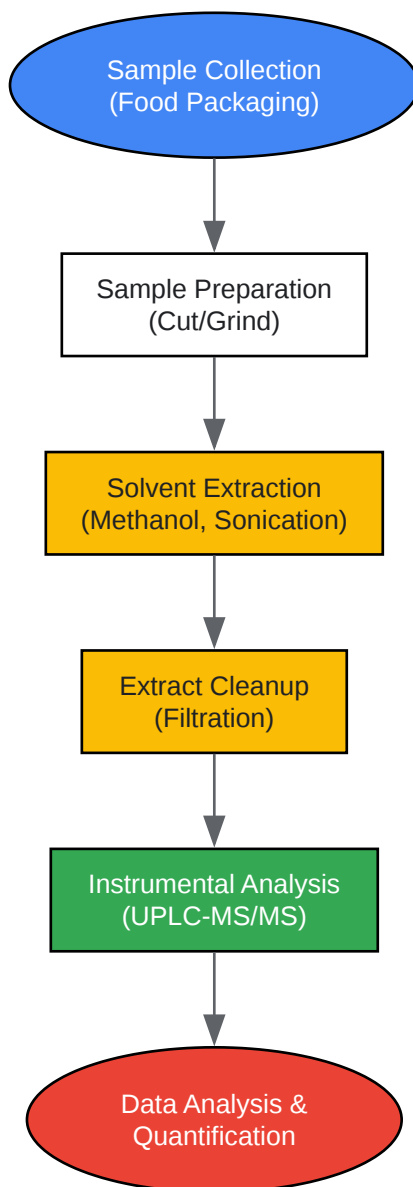 Sample Collection
(Food Packaging)
Sample Preparation
(Cut/Grind)
Solvent Extraction
(Methanol, Sonication)
Extract Cleanup
(Filtration)
Instrumental Analysis
(UPLC-MS/MS)
Data Analysis &
Quantification